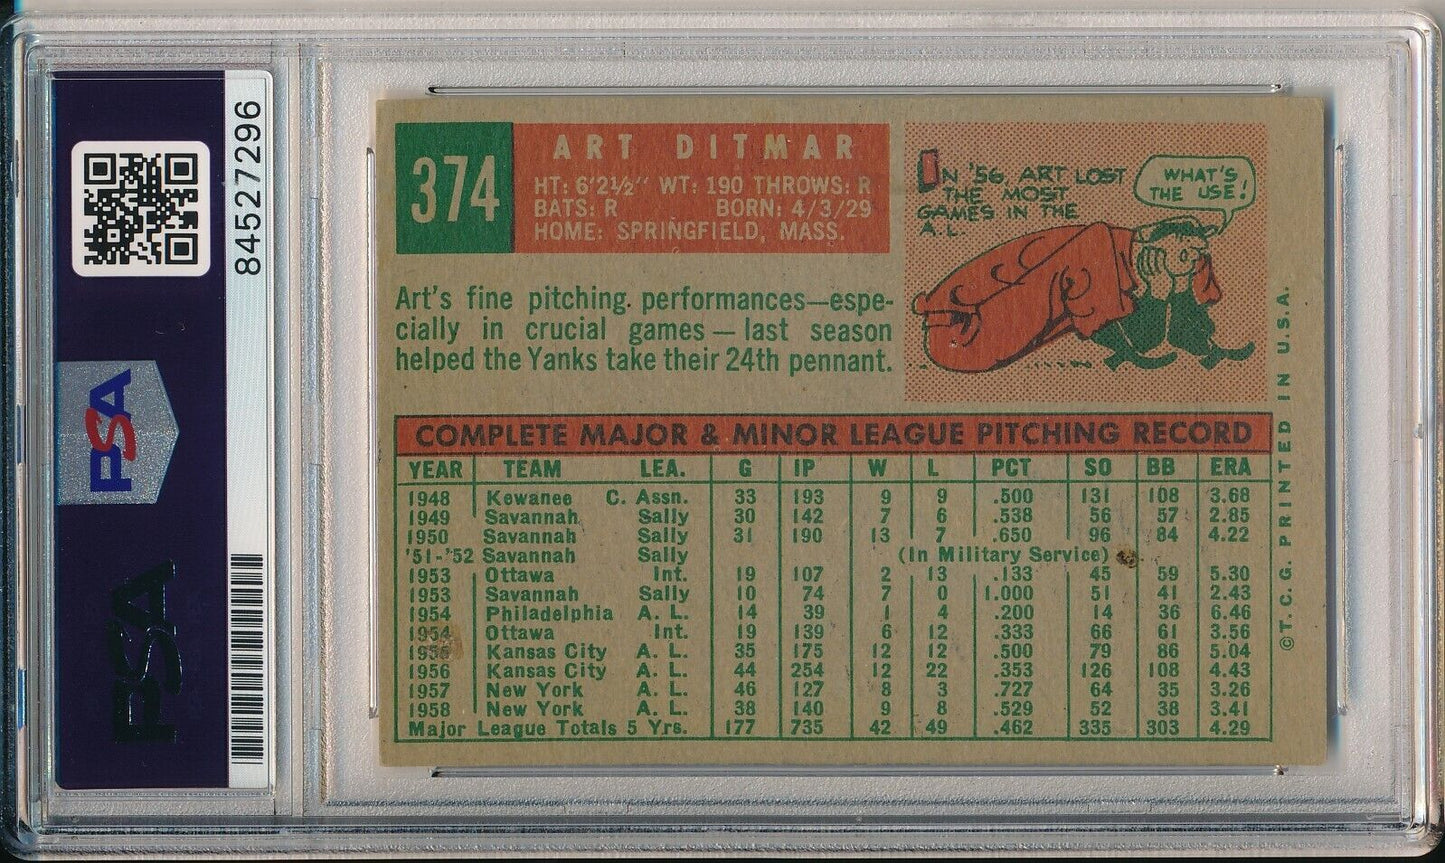 PSA
84527296
PSA
374
ART DITMAR
HT: 6'2½" WT: 190 THROWS: R
BATS: R BORN: 4/3/29
HOME: SPRINGFIELD, MASS.
Art's fine pitching performances—espe-
cially in crucial games—last season
helped the Yanks take their 24th pennant.
IN '56 ART LOST
THE MOST
GAMES IN THE
A.L.
WHAT'S
THE USE!
COMPLETE MAJOR & MINOR LEAGUE PITCHING RECORD
YEAR TEAM LEA. G IP W L PCT SO BB ERA
1948 Kewanee C. Assn. 33 193 9 9 .500 131 108 3.68
1949 Savannah Sally 30 142 7 6 .538 56 57 2.85
1950 Savannah Sally 31 190 13 7 .650 96 84 4.22
'51-'52 Savannah Sally (In Military Service)
1953 Ottawa Int. 19 107 2 13 .133 45 59 5.30
1953 Savannah Sally 10 74 7 0 1.000 51 41 2.43
1954 Philadelphia A. L. 14 39 1 4 .200 14 36 6.46
1954 Ottawa Int. 19 139 6 12 .333 66 61 3.56
1955 Kansas City A. L. 35 175 12 12 .500 79 86 5.04
1956 Kansas City A. L. 44 254 12 22 .353 126 108 4.43
1957 New York A. L. 46 127 8 3 .727 64 35 3.26
1958 New York A. L. 38 140 9 8 .529 52 38 3.41
Major League Totals 5 Yrs. 177 735 42 49 .462 335 303 4.29
©T.C.G. PRINTED IN U.S.A.